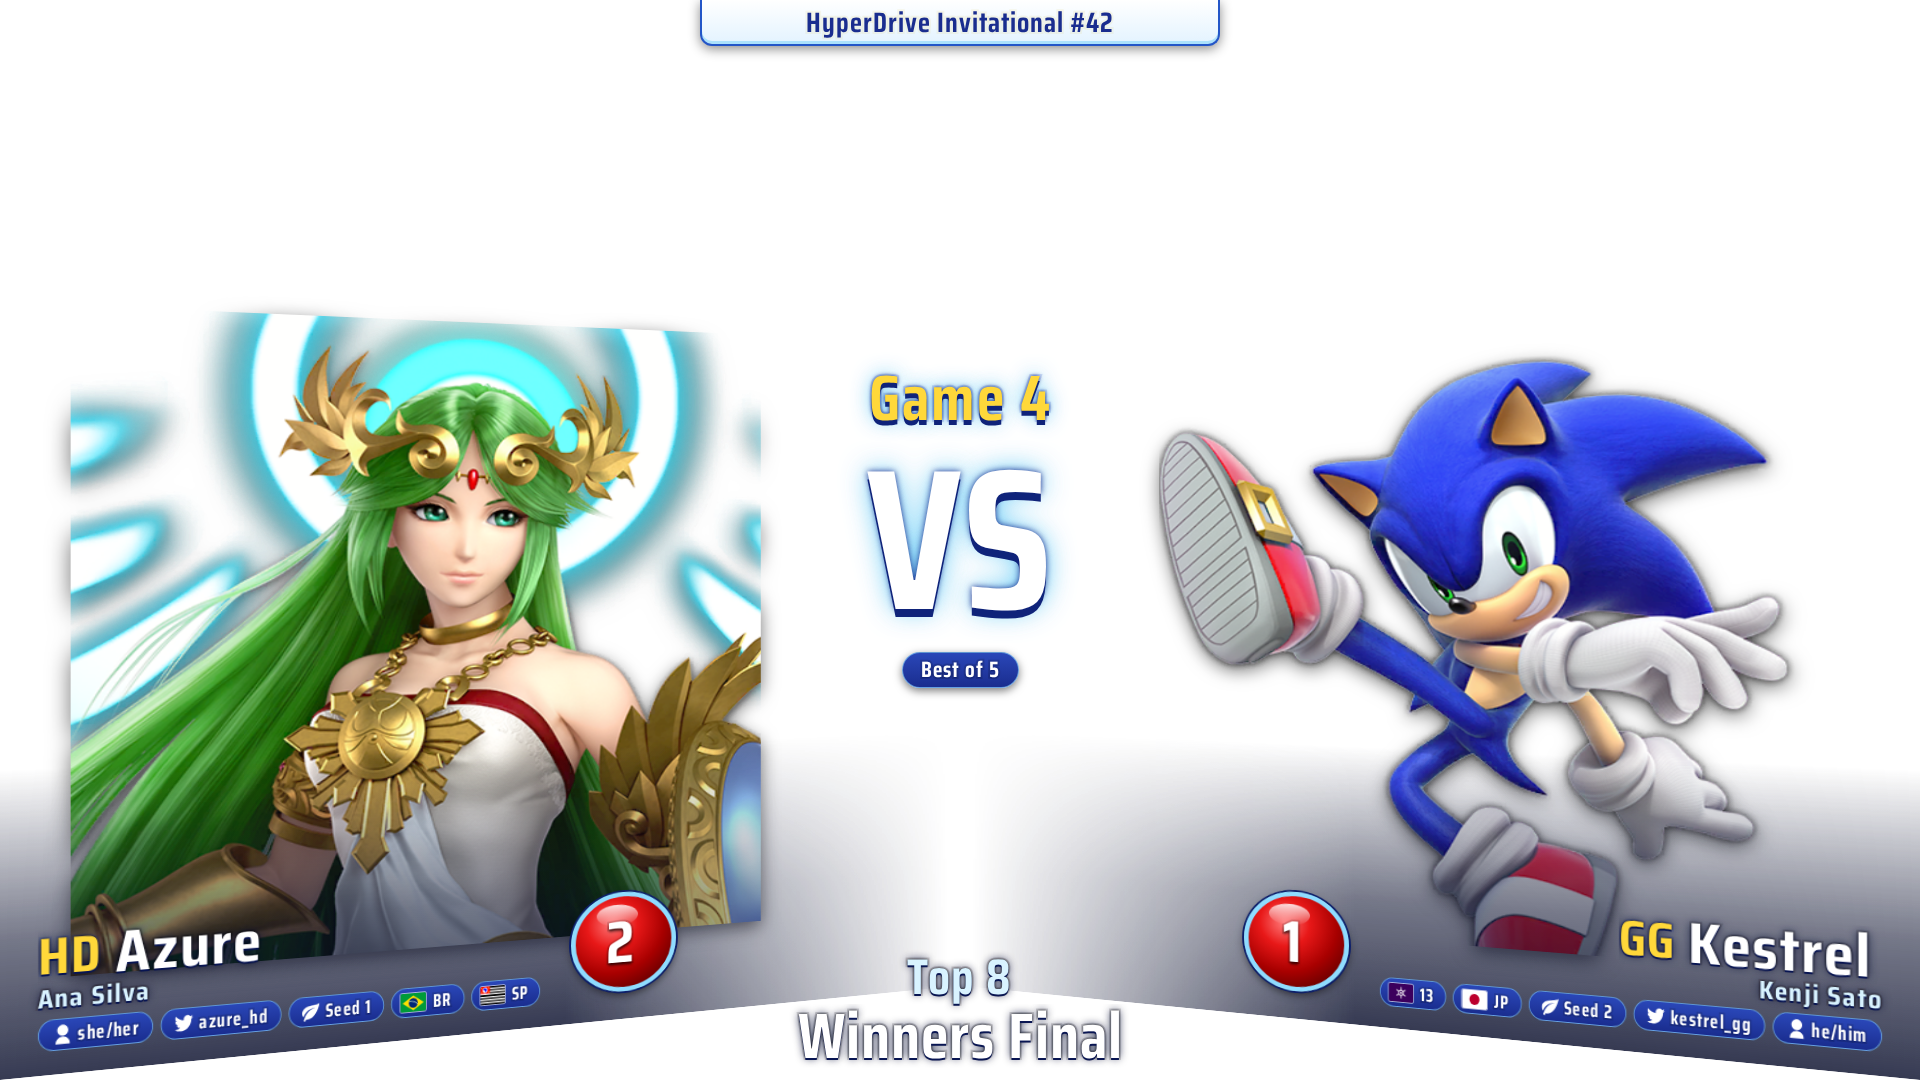 HyperDrive Invitational #42
Game 4
VS
Best of 5
HD Azure
Ana Silva
she/her
azure_hd
Seed 1
BR
SP
2
Top 8
Winners Final
1
GG Kestrel
Kenji Sato
13
JP
Seed 2
kestrel_gg
he/him